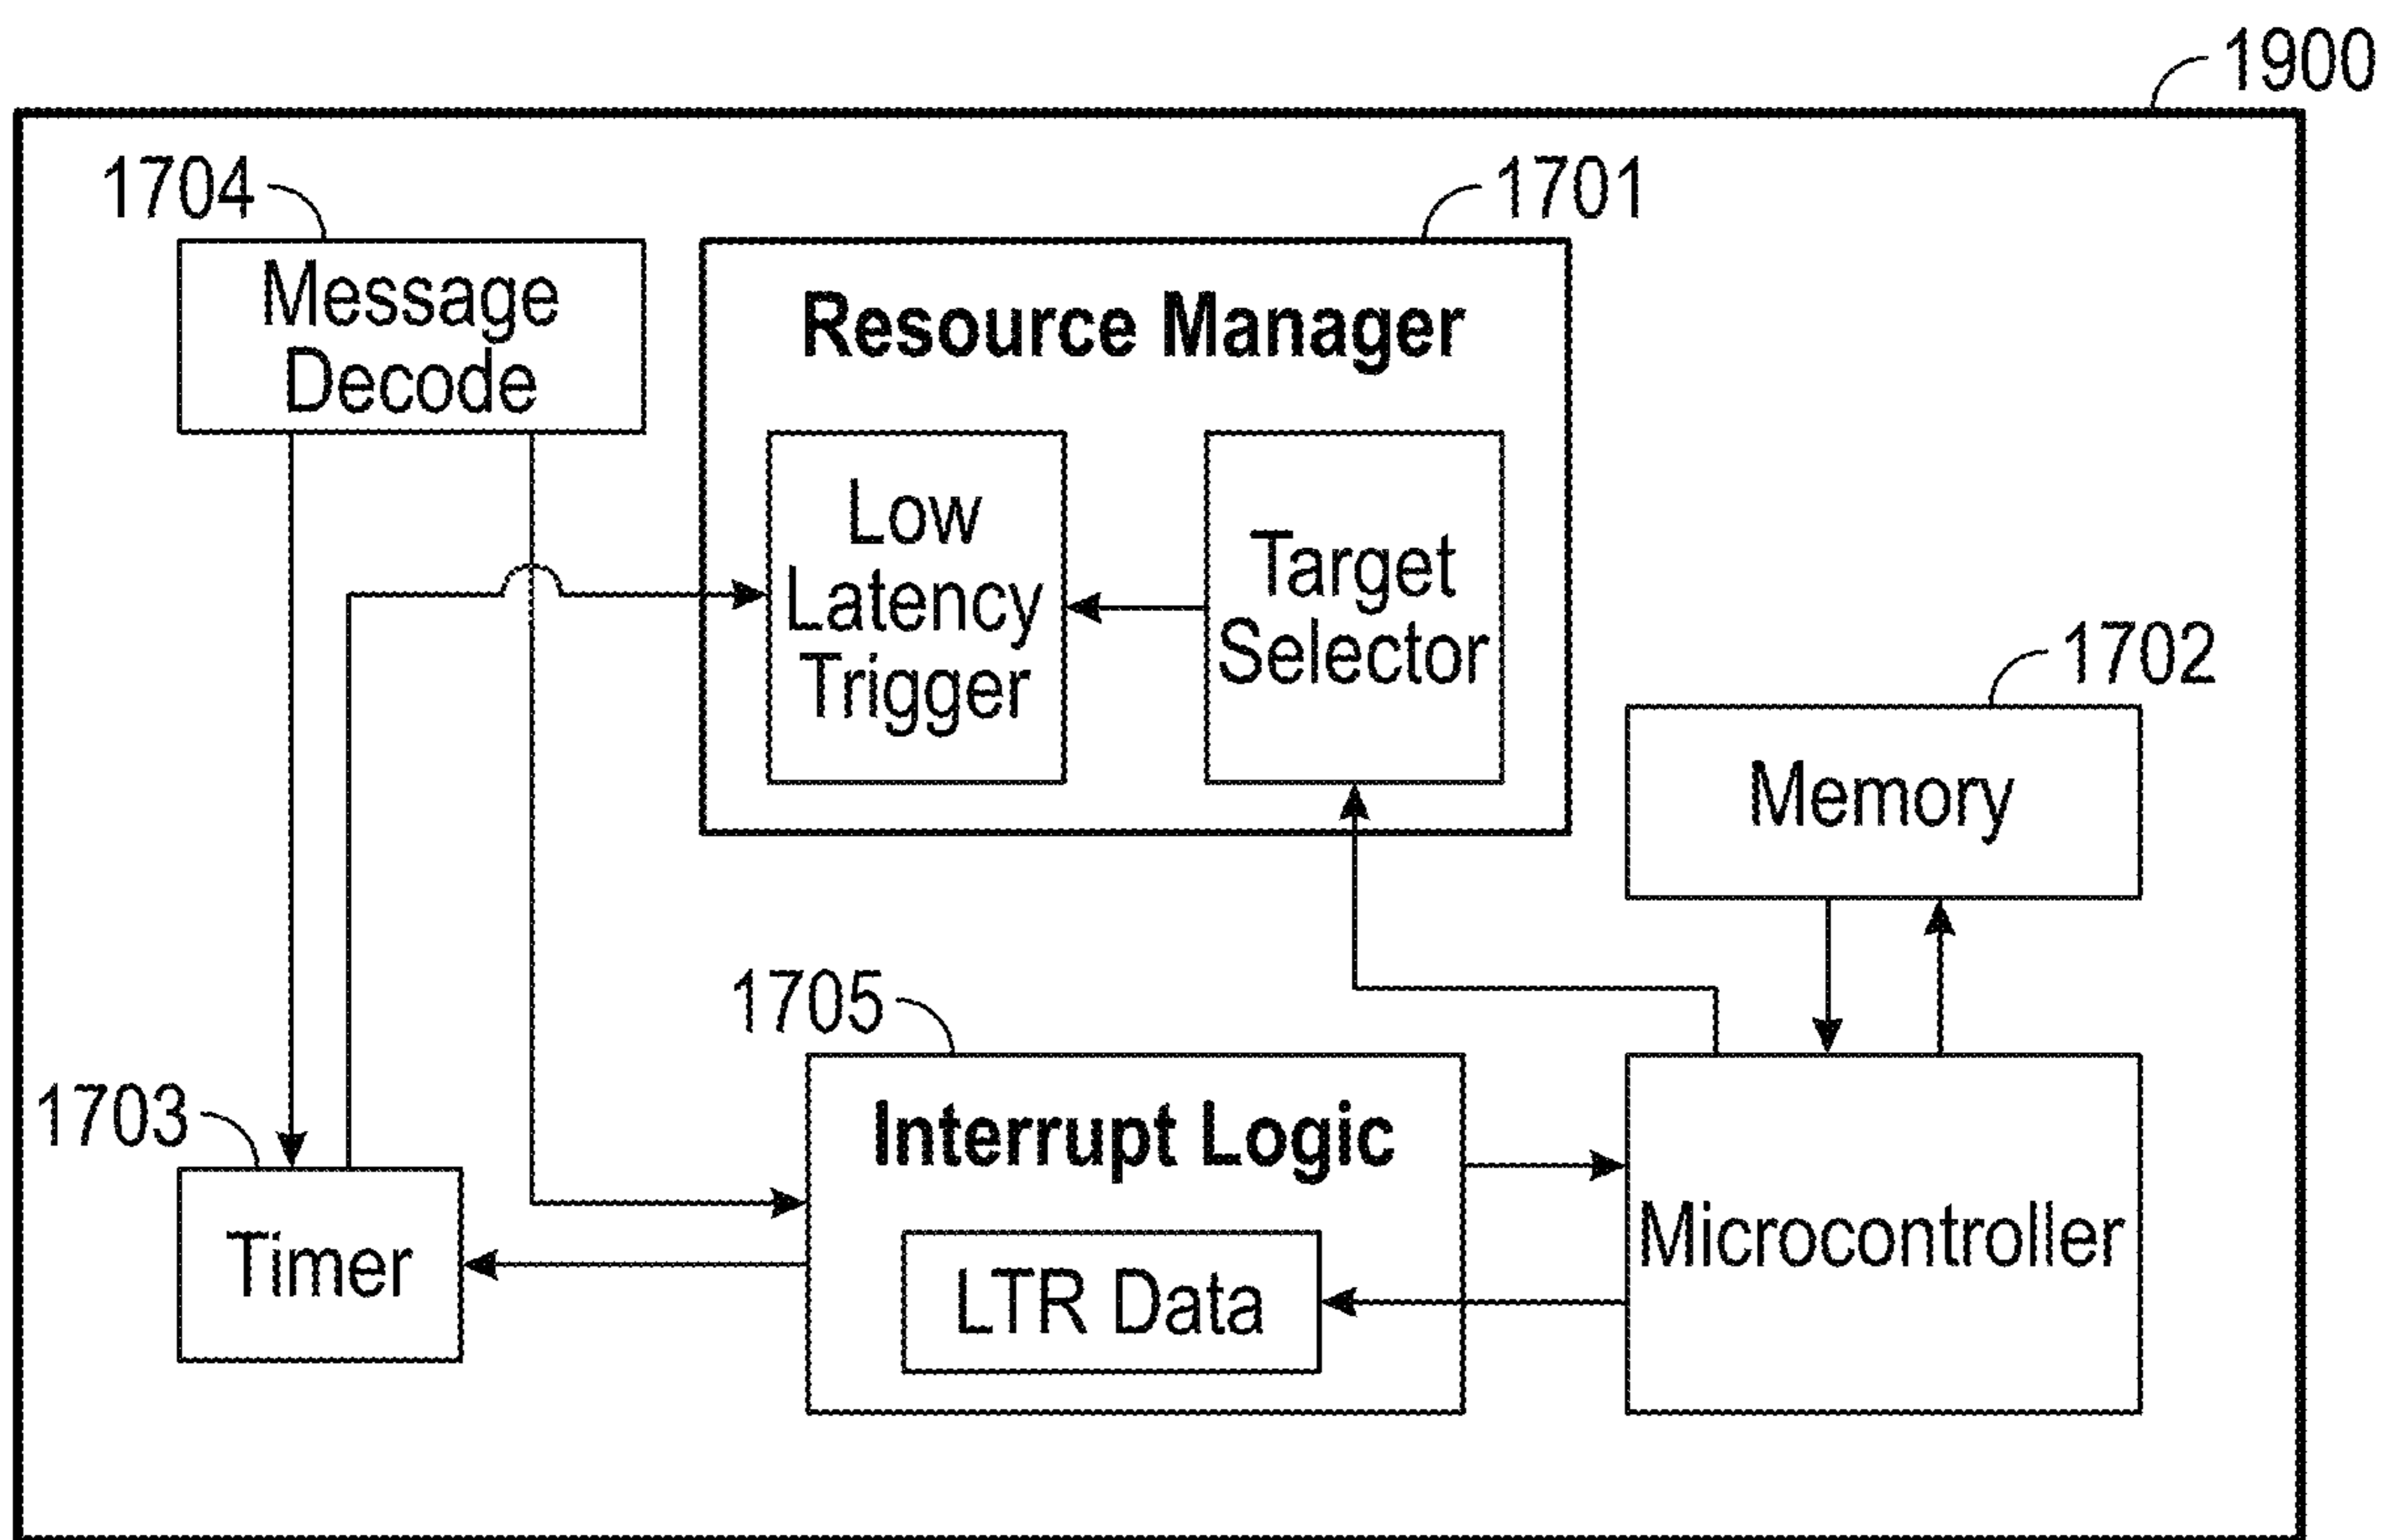 1900
1704
1701
Message
Decode
Resource Manager
Low
Latency
Trigger
Target
Selector
1702
Memory
1705
1703
Interrupt Logic
Timer
LTR Data
Microcontroller